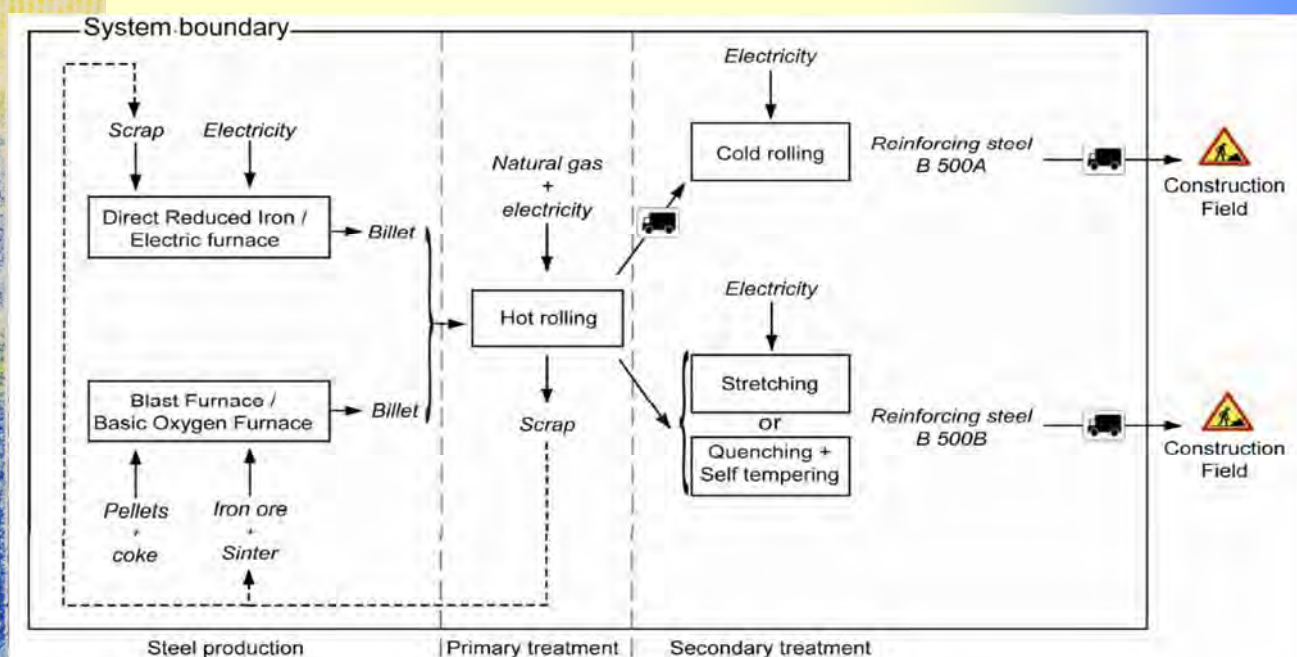 System boundary
Scrap
Electricity
Direct Reduced Iron /
Electric furnace
Billet
Blast Furnace /
Basic Oxygen Furnace
Billet
Pellets
+
coke
Iron ore
+
Sinter
Natural gas
+
electricity
Hot rolling
Scrap
Electricity
Cold rolling
Reinforcing steel
B 500A
Construction
Field
Electricity
Stretching
or
Quenching +
Self tempering
Reinforcing steel
B 500B
Construction
Field
Steel production
Primary treatment
Secondary treatment